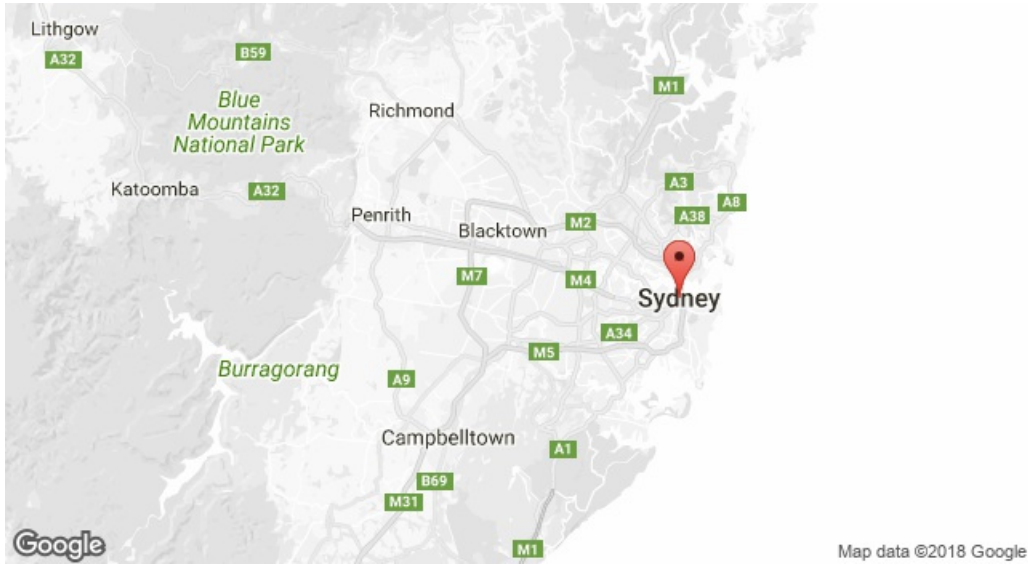 Lithgow
A32
B59
M1
Blue
Mountains
National Park
Richmond
A3
Katoomba
A32
A8
Penrith
A38
Blacktown
M2
M7
M4
Sydney
A34
M5
Burragorang
A9
Campbelltown
A1
B69
M31
Google
M1
Map data ©2018 Google